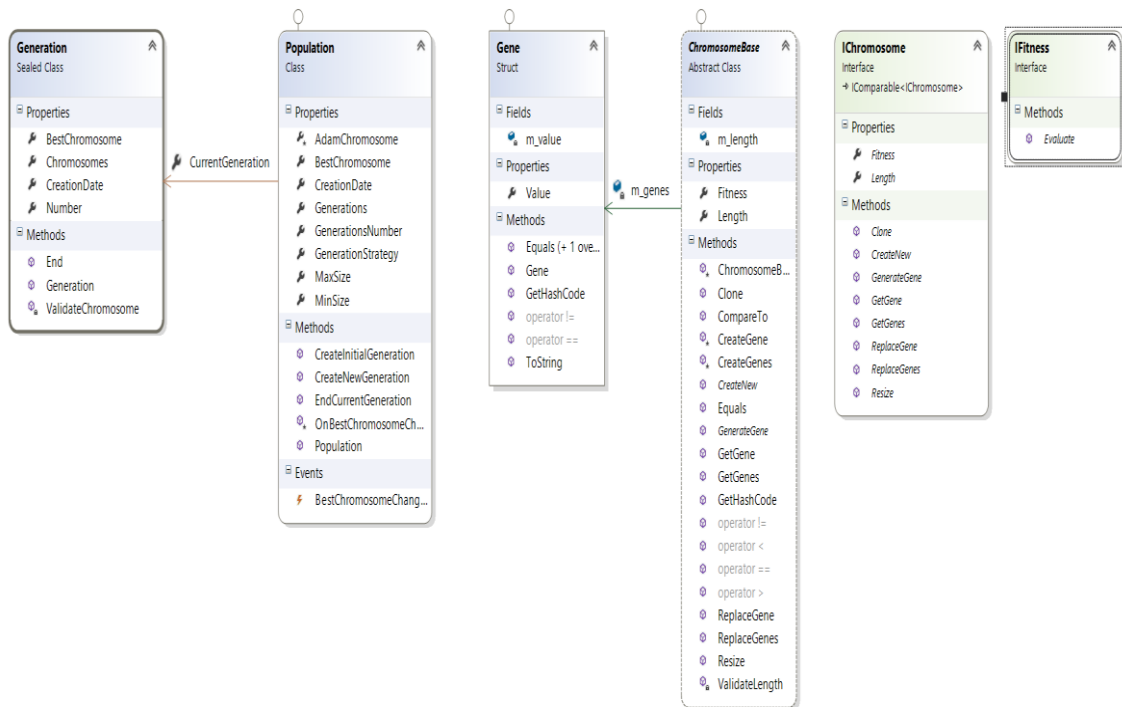 Generation
Sealed Class
Properties
BestChromosome
Chromosomes
CreationDate
Number
Methods
End
Generation
ValidateChromosome
CurrentGeneration
Population
Class
Properties
AdamChromosome
BestChromosome
CreationDate
Generations
GenerationsNumber
GenerationStrategy
MaxSize
MinSize
Methods
CreateInitialGeneration
CreateNewGeneration
EndCurrentGeneration
OnBestChromosomeCh...
Population
Events
BestChromosomeChang...
Gene
Struct
Fields
m_value
Properties
Value
Methods
Equals (+ 1 ove...
Gene
GetHashCode
operator !=
operator ==
ToString
m_genes
ChromosomeBase
Abstract Class
Fields
m_length
Properties
Fitness
Length
Methods
ChromosomeB...
Clone
CompareTo
CreateGene
CreateGenes
CreateNew
Equals
GenerateGene
GetGene
GetGenes
GetHashCode
operator !=
operator <
operator ==
operator >
ReplaceGene
ReplaceGenes
Resize
ValidateLength
IChromosome
Interface
IComparable<IChromosome>
Properties
Fitness
Length
Methods
Clone
CreateNew
GenerateGene
GetGene
GetGenes
ReplaceGene
ReplaceGenes
Resize
IFitness
Interface
Methods
Evaluate